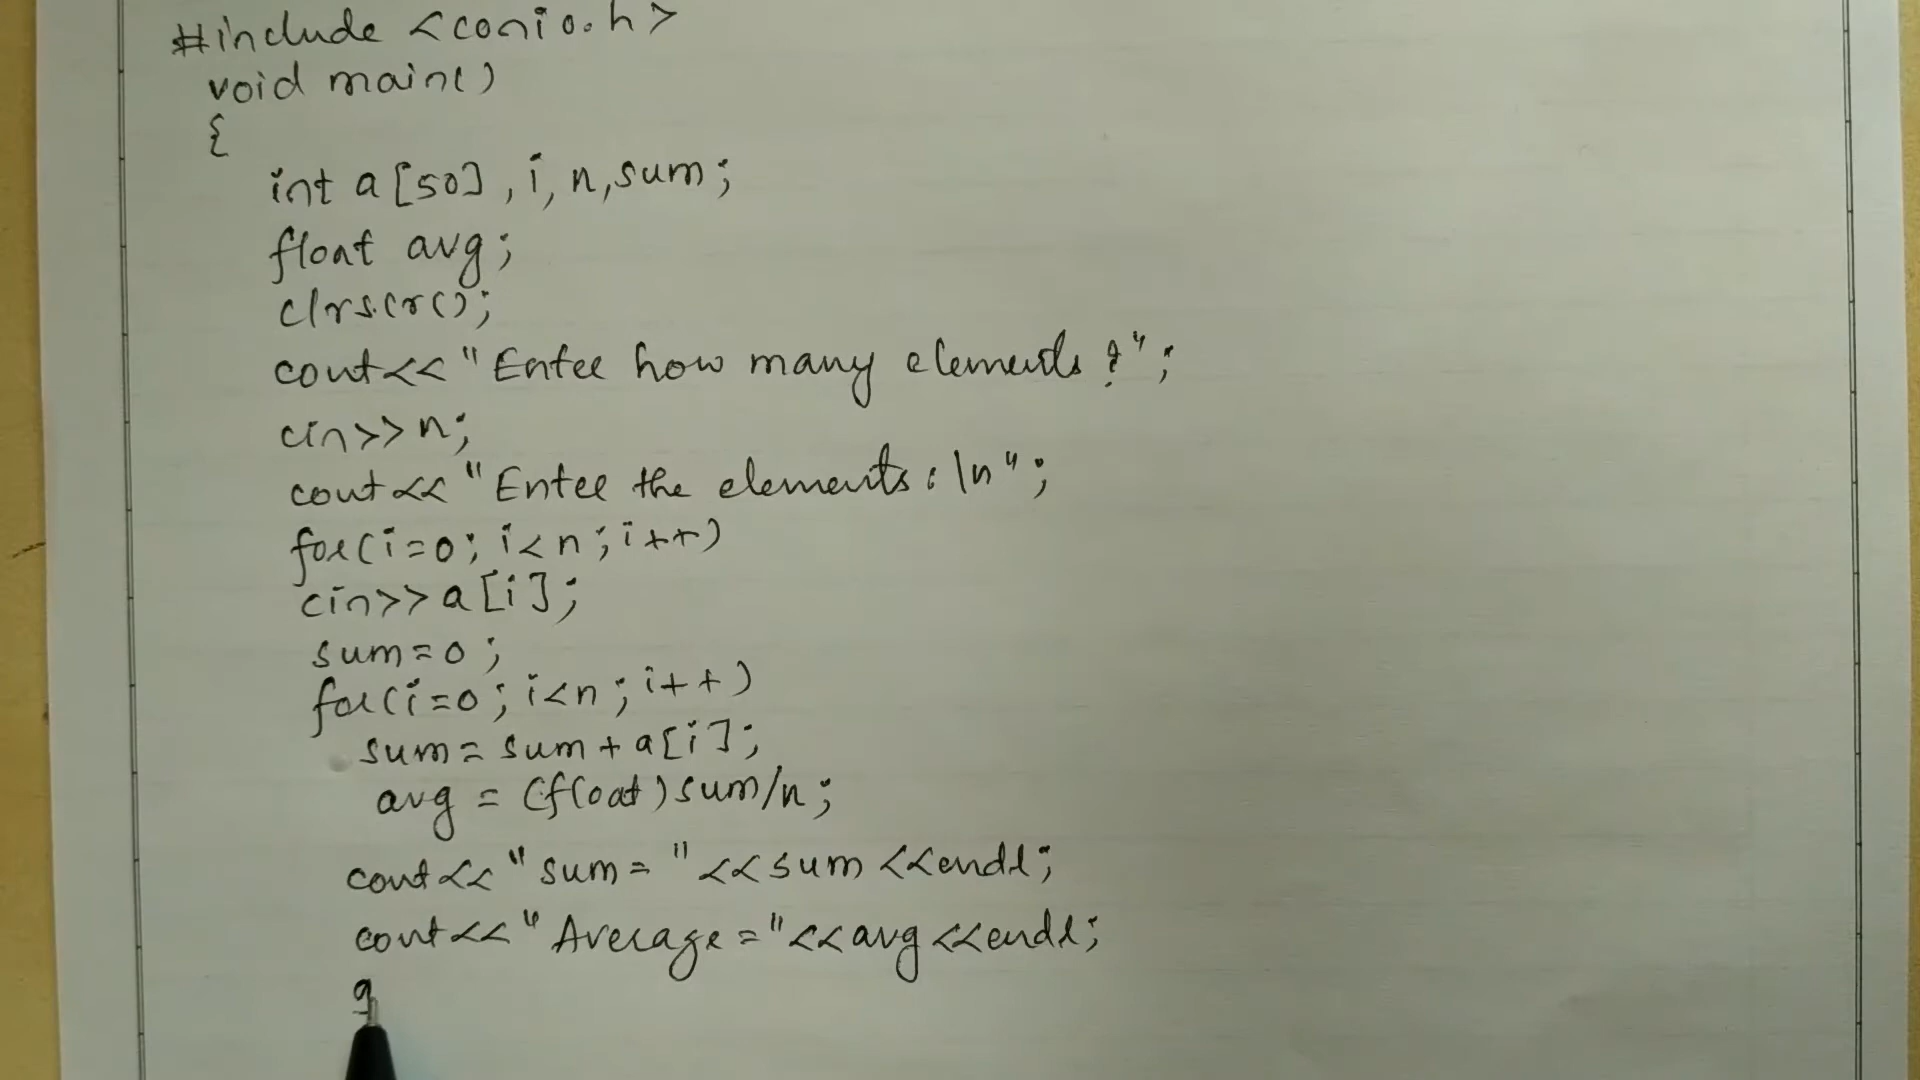 #include <conio.h>
void main()
{
int a[50], i, n, sum;
float avg;
clrscr();
cout<<"Enter how many elements?";
cin>>n;
cout<<"Enter the elements:\n";
for(i=0; i<n; i++)
cin>>a[i];
sum=0;
for(i=0; i<n; i++)
sum = sum + a[i];
avg = (float)sum/n;
cout<<"sum="<<sum<<endl;
cout<<"Average="<<avg<<endl;
g